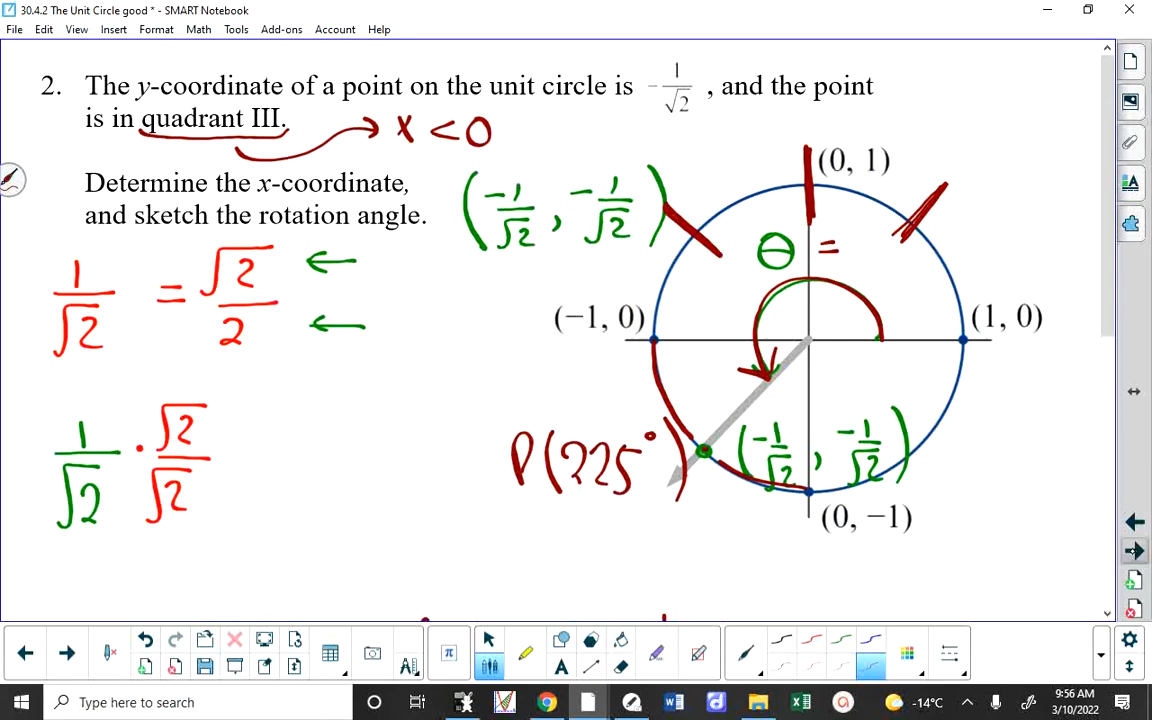 30.4.2 The Unit Circle good * - SMART Notebook
File Edit View Insert Format Math Tools Add-ons Account Help
2. The y-coordinate of a point on the unit circle is -1/√2 , and the point
is in quadrant III.
→ x < 0
Determine the x-coordinate,
and sketch the rotation angle.
(-1/√2, -1/√2)
(0, 1)
θ =
1/√2 = √2/2
←
←
(−1, 0)
(1, 0)
1/√2 · √2/√2
P(225°)
(-1/√2, -1/√2)
(0, −1)
π
A
A
Type here to search
-14°C
9:56 AM
3/10/2022